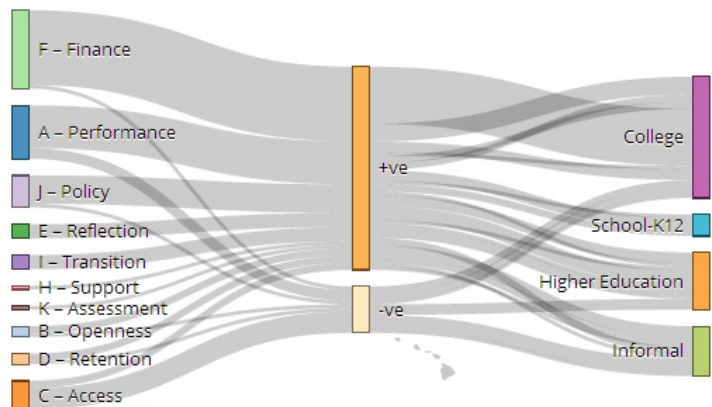 F – Finance
A – Performance
J – Policy
E – Reflection
I – Transition
H – Support
K – Assessment
B – Openness
D – Retention
C – Access
+ve
-ve
College
School-K12
Higher Education
Informal